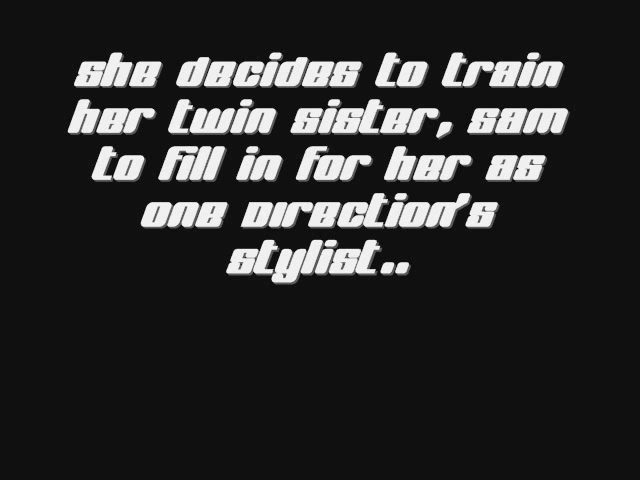 she decides to train
her twin sister, sam
to fill in for her as
one Direction's
stylist..